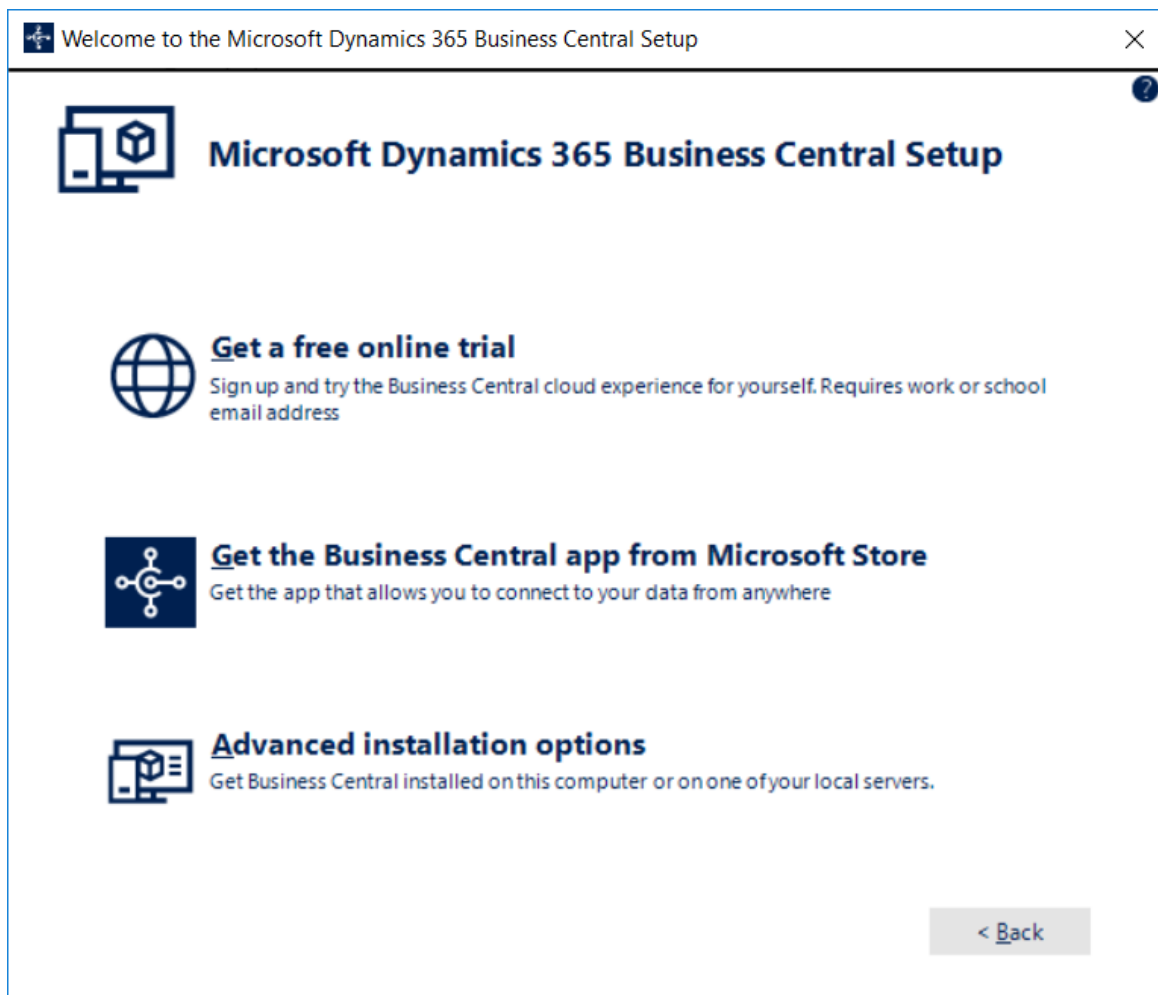 Welcome to the Microsoft Dynamics 365 Business Central Setup
?
Microsoft Dynamics 365 Business Central Setup
Get a free online trial
Sign up and try the Business Central cloud experience for yourself. Requires work or school
email address
Get the Business Central app from Microsoft Store
Get the app that allows you to connect to your data from anywhere
Advanced installation options
Get Business Central installed on this computer or on one of your local servers.
< Back